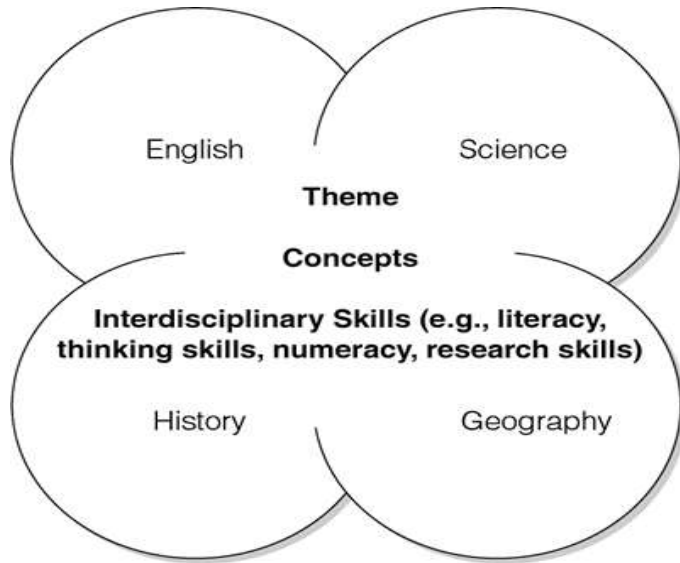 English
Science
Theme
Concepts
Interdisciplinary Skills (e.g., literacy,
thinking skills, numeracy, research skills)
History
Geography